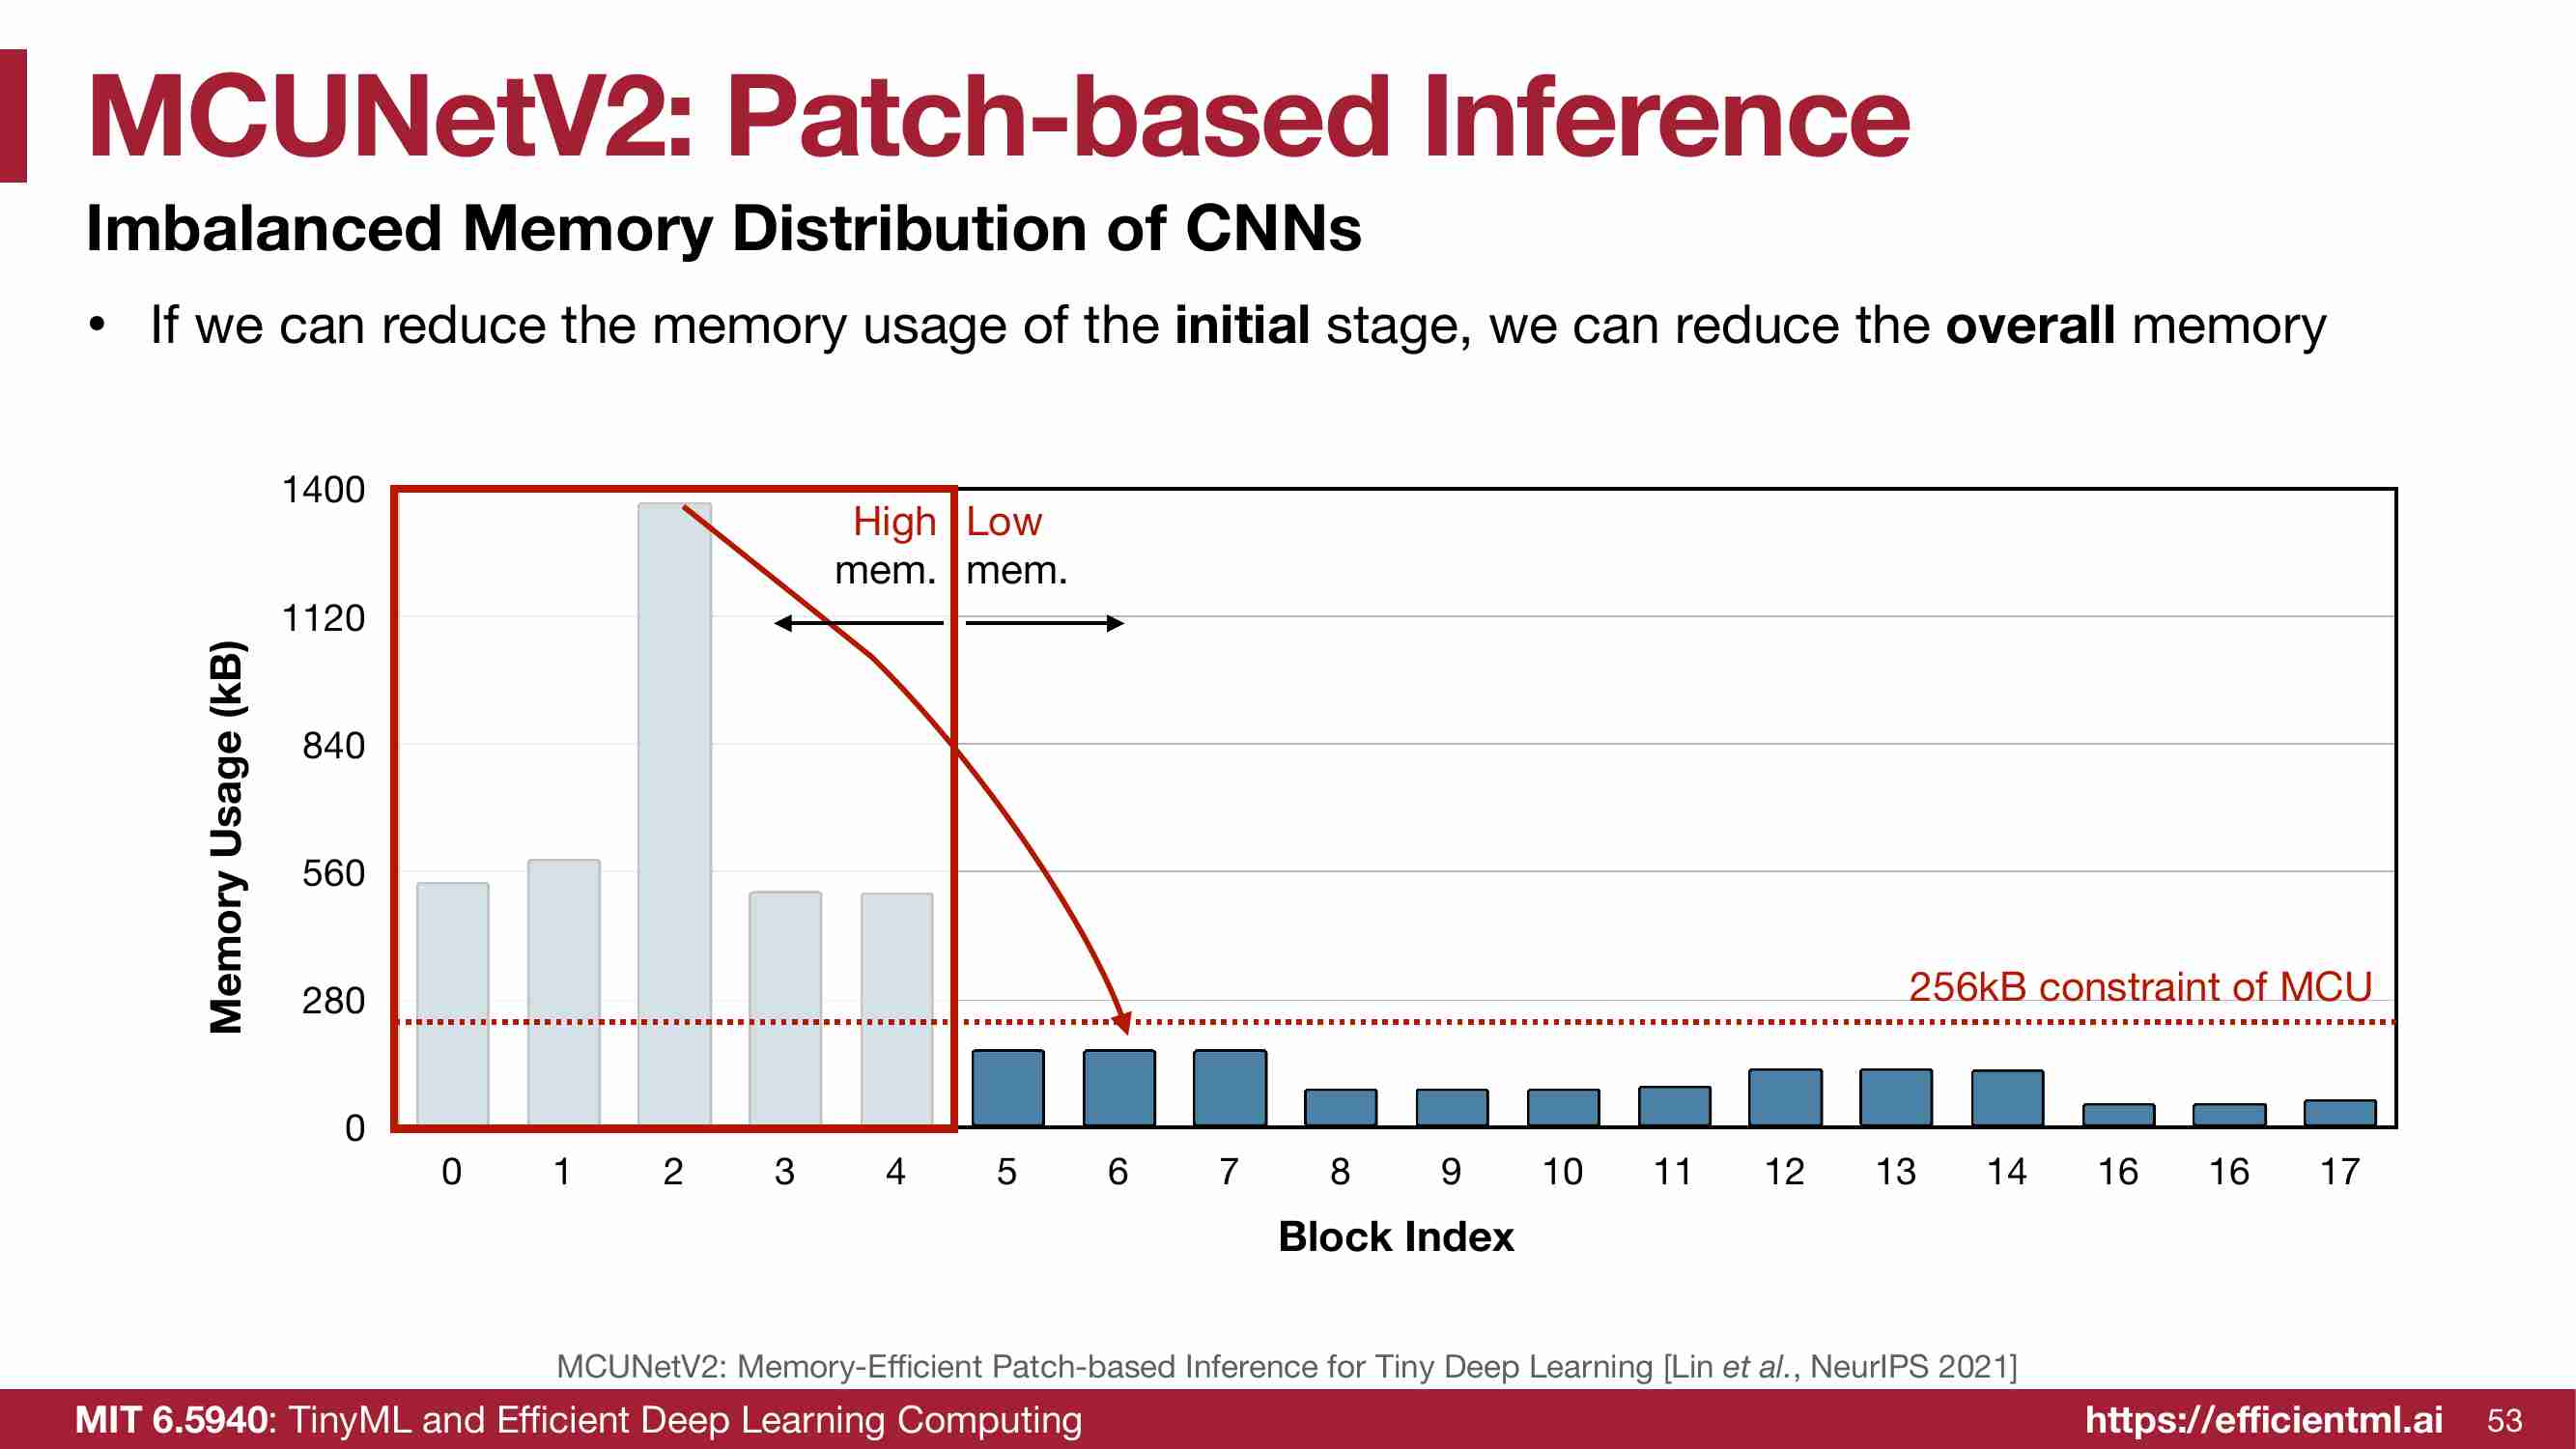 MCUNetV2: Patch-based Inference
Imbalanced Memory Distribution of CNNs
• If we can reduce the memory usage of the initial stage, we can reduce the overall memory
1400
1120
840
560
280
0
Memory Usage (kB)
High
mem.
Low
mem.
256kB constraint of MCU
0 1 2 3 4 5 6 7 8 9 10 11 12 13 14 16 16 17
Block Index
MCUNetV2: Memory-Efficient Patch-based Inference for Tiny Deep Learning [Lin et al., NeurIPS 2021]
MIT 6.5940: TinyML and Efficient Deep Learning Computing
https://efficientml.ai 53